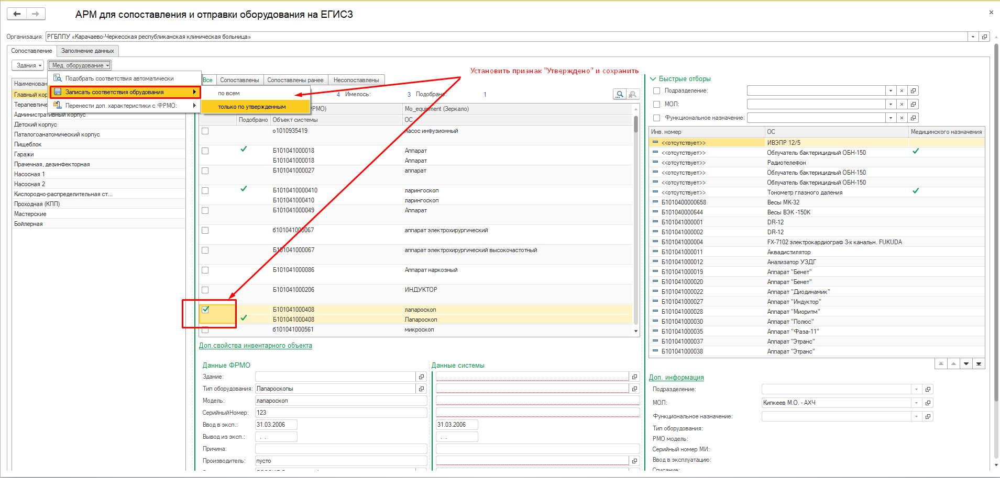 АРМ для сопоставления и отправки оборудования на ЕГИСЗ
Организация: РГБЛПУ «Карачаево-Черкесская республиканская клиническая больница»
Сопоставление Заполнение данных
Здания Мед. оборудование
Установить признак "Утверждено" и сохранить
Подобрать соответствия автоматически
Записать соответствия обрудования
Перенести доп. характеристики с ФРМО:
по всем
только по утвержденным
Наименован
Главный кор
Терапевтиче
Административный корпус
Детский корпус
Паталогоанатомический корпус
Пищеблок
Гаражи
Прачечная, дезинфекторная
Насосная 1
Насосная 2
Кислородно-распределительная ст...
Проходная (КПП)
Мастерские
Бойлерная
Все Сопоставлены Сопоставлены ранее Несопоставлены
4 Имелось: 3 Подобрано: 1
РМО) Mo_equipment (Зеркало)
Подобрано Объект системы ОС
о1010935419 насос инфузионный
Б101041000018 Аппарат
Б101041000018 Аппарат
Б101041000027 аппарат
Б1010410000410 ларингоскоп
Б101041000410 ларингоскоп
Б101041000049 Аппарат
б101041000067 аппарат электрохирургический
Б101041000067 аппарат электрохирургический высокочастотный
Б101041000086 Аппарат наркозный
Б101041000206 ИНДУКТОР
Б101041000408 лапароскоп
Б101041000408 Лапароскоп
б101041000561 микроскоп
Доп.свойства инвентарного объекта
Данные ФРМО Данные системы
Здание:
Тип оборудования: Лапароскопы
Модель: лапароскоп
СерийныйНомер: 123
Ввод в эксп.: 31.03.2006 31.03.2006
Вывод из эксп.: . . . .
Причина:
Производитель: пусто
Быстрые отборы
Подразделение:
МОЛ:
Функциональное назначение:
Инв. номер ОС Медицинского назначения
<<отсутствует>> ИВЭПР 12/5
<<отсутствует>> Облучатель бактерицидный ОБН-150
<<отсутствует>> Радиотелефон
<<отсутствует>> Облучатель бактерицидный ОБН-150
<<отсутствует>> Облучатель бактерицидный ОБН-150
<<отсутствует>> Тонометр глазного даления
Б1010400000658 Весы МК-32
Б101040000644 Весы ВЭК -150К
Б101041000001 DR-12
Б101041000002 DR-12
Б101041000004 FX-7102 электрокардиограф 3-х канальн. FUKUDA
Б101041000011 Аквадистилятор
Б101041000012 Анализатор УЗДГ
Б101041000019 Аппарат "Бенет"
Б101041000020 Аппарат "Бенет"
Б101041000022 Аппарат "Диодинамик"
Б101041000027 Аппарат "Индуктор"
Б101041000028 Аппарат "Миоритм"
Б101041000030 Аппарат "Полюс"
Б101041000035 Аппарат "Фаза-11"
Б101041000037 Аппарат "Этранс"
Б101041000038 Аппарат "Этранс"
Доп. информация
Подразделение:
МОЛ: Кипкеев М.О. - АХЧ
Функциональное назначение:
Тип оборудования:
РМО модель:
Серийный номер МИ:
Ввод в эксплуатацию:
Списание: